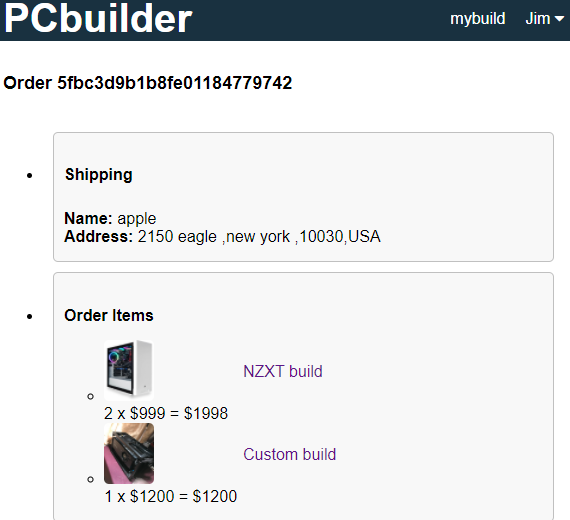 PCbuilder
mybuild
Jim
Order 5fbc3d9b1b8fe01184779742
Shipping
Name: apple
Address: 2150 eagle ,new york ,10030,USA
Order Items
NZXT build
2 x $999 = $1998
Custom build
1 x $1200 = $1200